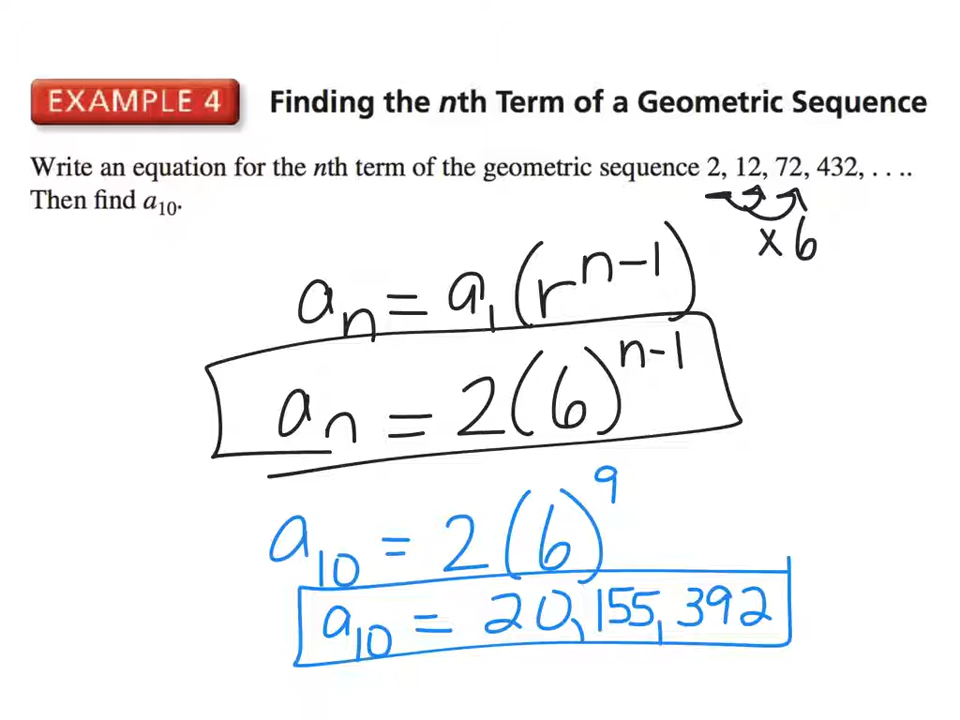 EXAMPLE 4 Finding the nth Term of a Geometric Sequence
Write an equation for the nth term of the geometric sequence 2, 12, 72, 432, . . . .
Then find a₁₀.
× 6
aₙ = a₁ (rⁿ⁻¹)
aₙ = 2(6)ⁿ⁻¹
a₁₀ = 2(6)⁹
a₁₀ = 20,155,392